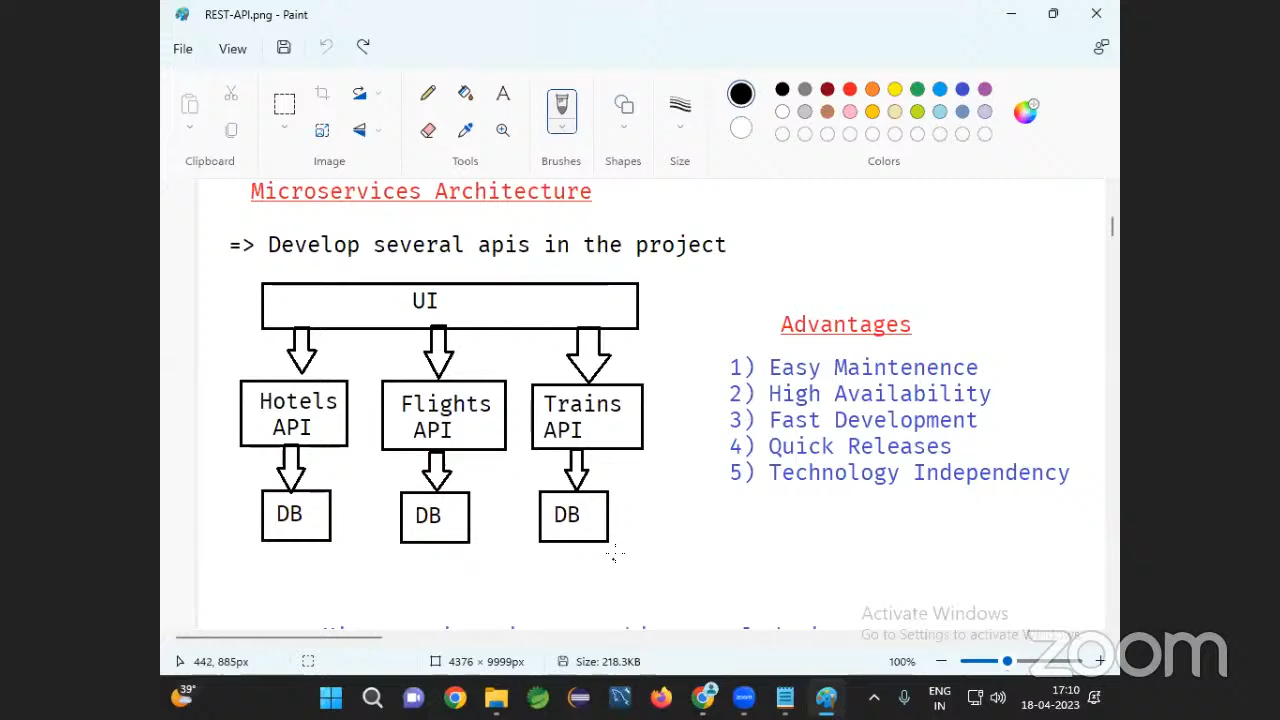 REST-API.png - Paint
File View
Clipboard Image Tools Brushes Shapes Size Colors
Microservices Architecture
=> Develop several apis in the project
UI
Hotels
API
Flights
API
Trains
API
DB
DB
DB
Advantages
1) Easy Maintenence
2) High Availability
3) Fast Development
4) Quick Releases
5) Technology Independency
Activate Windows
Go to Settings to activate Windows.
zoom
442, 885px 4376 × 9999px Size: 218.3KB 100%
39°
zoom
ENG
IN
17:10
18-04-2023